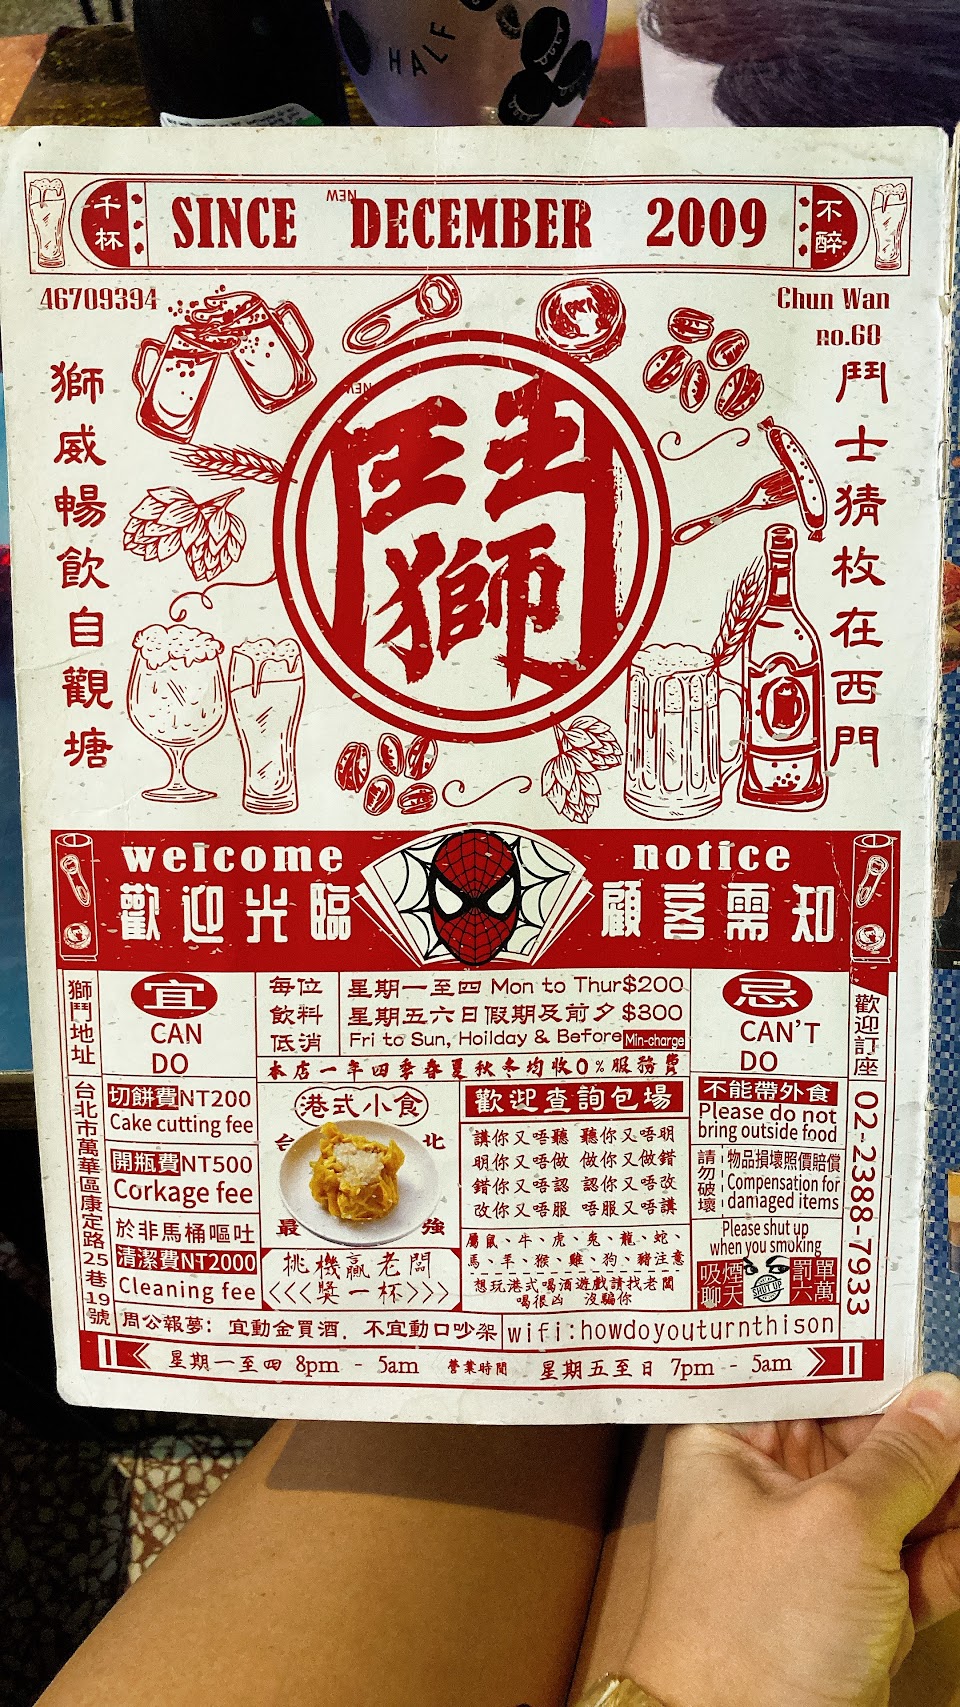 HALF
千杯
SINCE DECEMBER 2009
NEW
不醉
46709394
Chun Wan
no.60
獅威暢飲自觀塘
鬥獅
NEW
鬥士猜枚在西門
welcome
歡迎光臨
notice
顧客需知
獅鬥地址
台北市萬華區康定路25巷19號
宜
CAN
DO
切餅費NT200
Cake cutting fee
開瓶費NT500
Corkage fee
於非馬桶嘔吐
清潔費NT2000
Cleaning fee
每位
飲料
低消
星期一至四 Mon to Thur$200
星期五六日假期及前夕$300
Fri to Sun, Hoilday & Before Min-charge
本店一年四季春夏秋冬均收0%服務費
港式小食
台北
最強
挑機贏老闆
<<<獎一杯>>>
歡迎查詢包場
講你又唔聽 聽你又唔明
明你又唔做 做你又做錯
錯你又唔認 認你又唔改
改你又唔服 唔服又唔講
屬鼠、牛、虎、兔、龍、蛇、
馬、羊、猴、雞、狗、豬注意
想玩港式喝酒遊戲請找老闆
喝很凶 沒騙你
忌
CAN'T
DO
不能帶外食
Please do not
bring outside food
請勿破壞
物品損壞照價賠償
Compensation for
damaged items
Please shut up
when you smoking
吸煙聊天
SHUT UP
罰單六萬
歡迎訂座 02-2388-7933
周公報夢：宜動金買酒．不宜動口吵架
wifi:howdoyouturnthison
星期一至四 8pm - 5am 營業時間 星期五至日 7pm - 5am